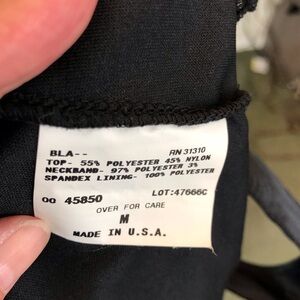 BLA-- RN 31310
TOP- 55% POLYESTER 45% NYLON
NECKBAND- 97% POLYESTER 3%
SPANDEX LINING- 100% POLYESTER
LOT:47666C
00 45850
OVER FOR CARE
M
MADE IN U.S.A.